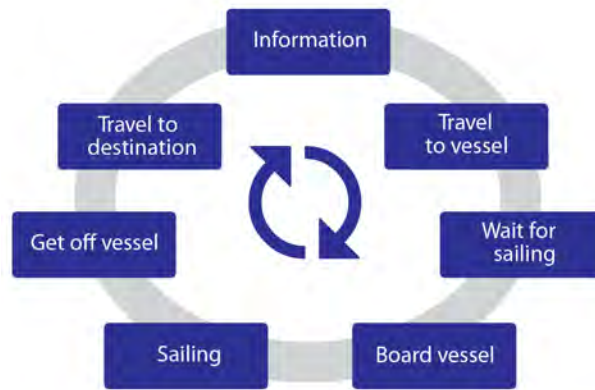 Information
Travel
to vessel
Wait for
sailing
Board vessel
Sailing
Get off vessel
Travel to
destination